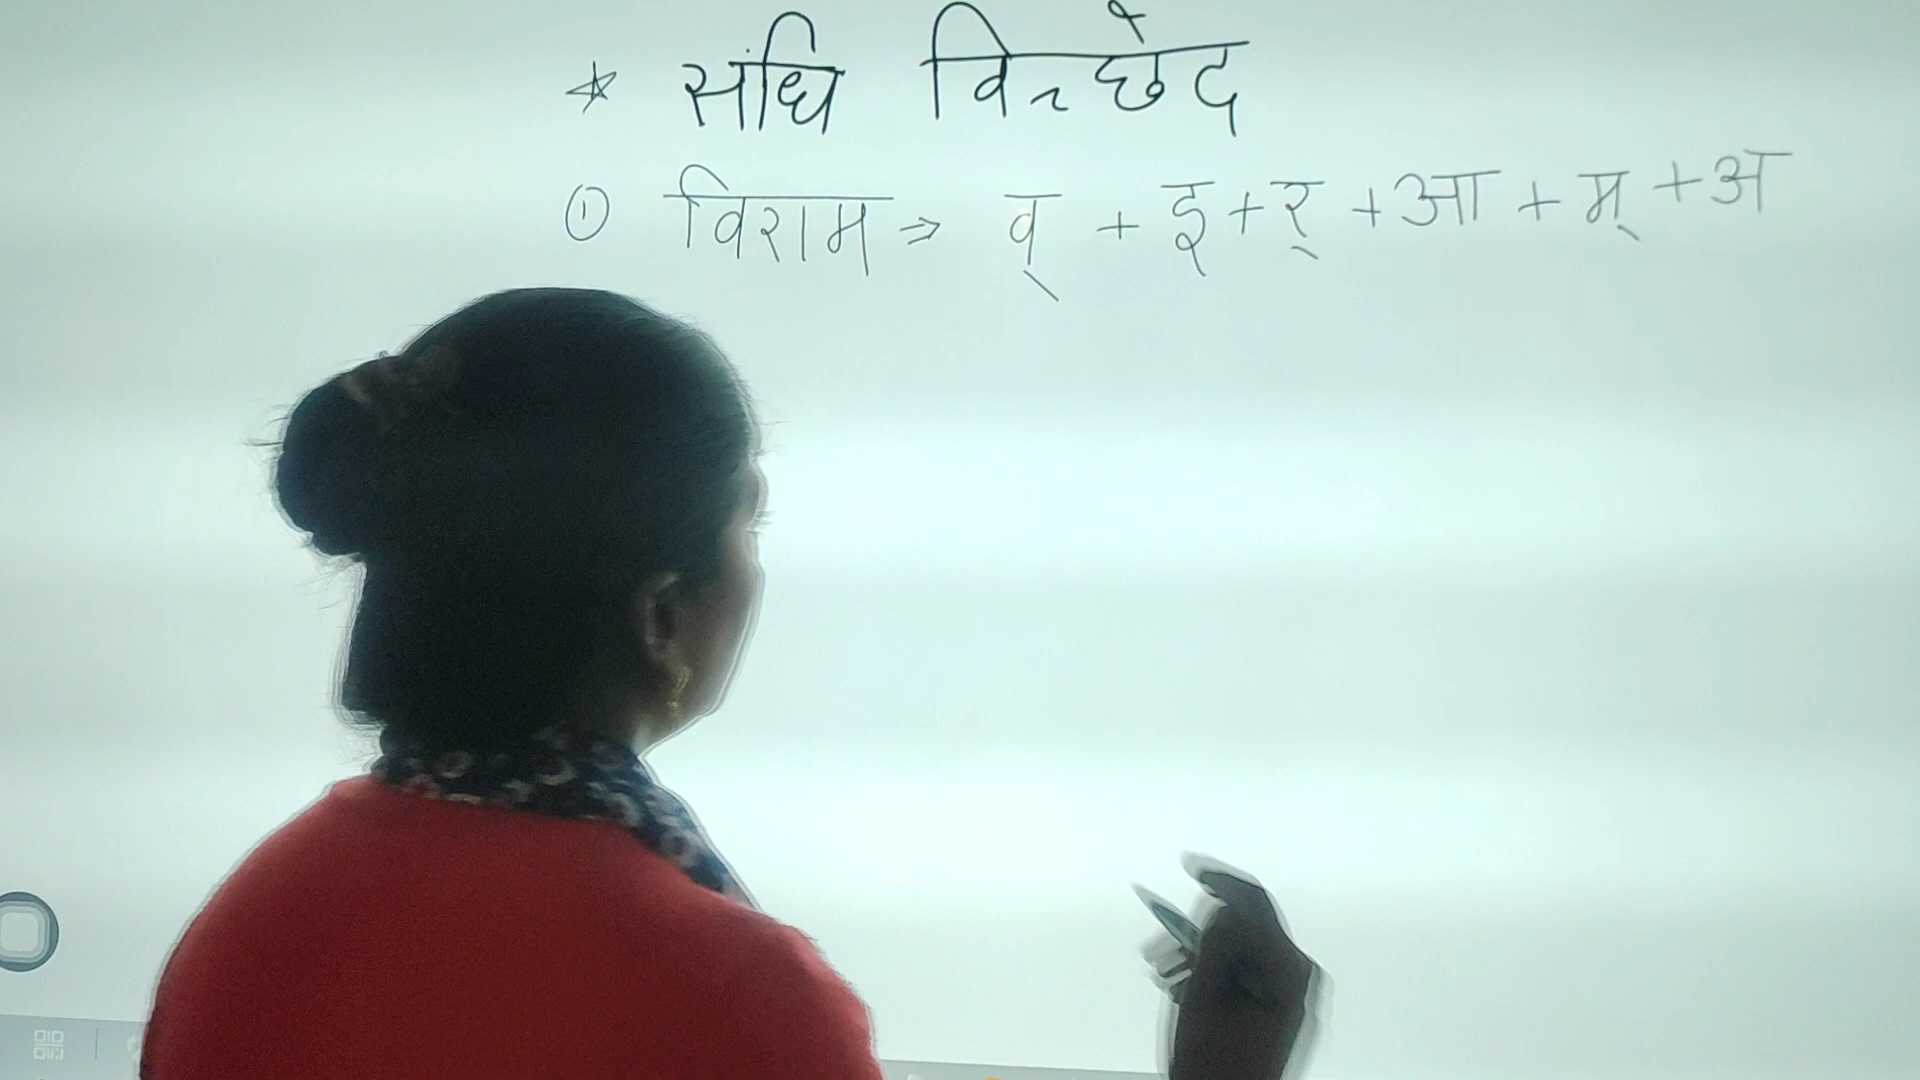 * संधि विच्छेद
① विराम ⇒ व् + इ + र् + आ + म् + अ